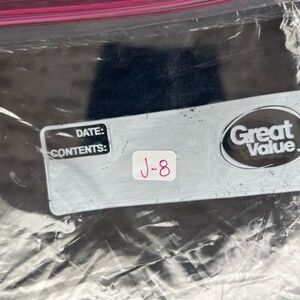 DATE:
CONTENTS:
J-8
Great
Value